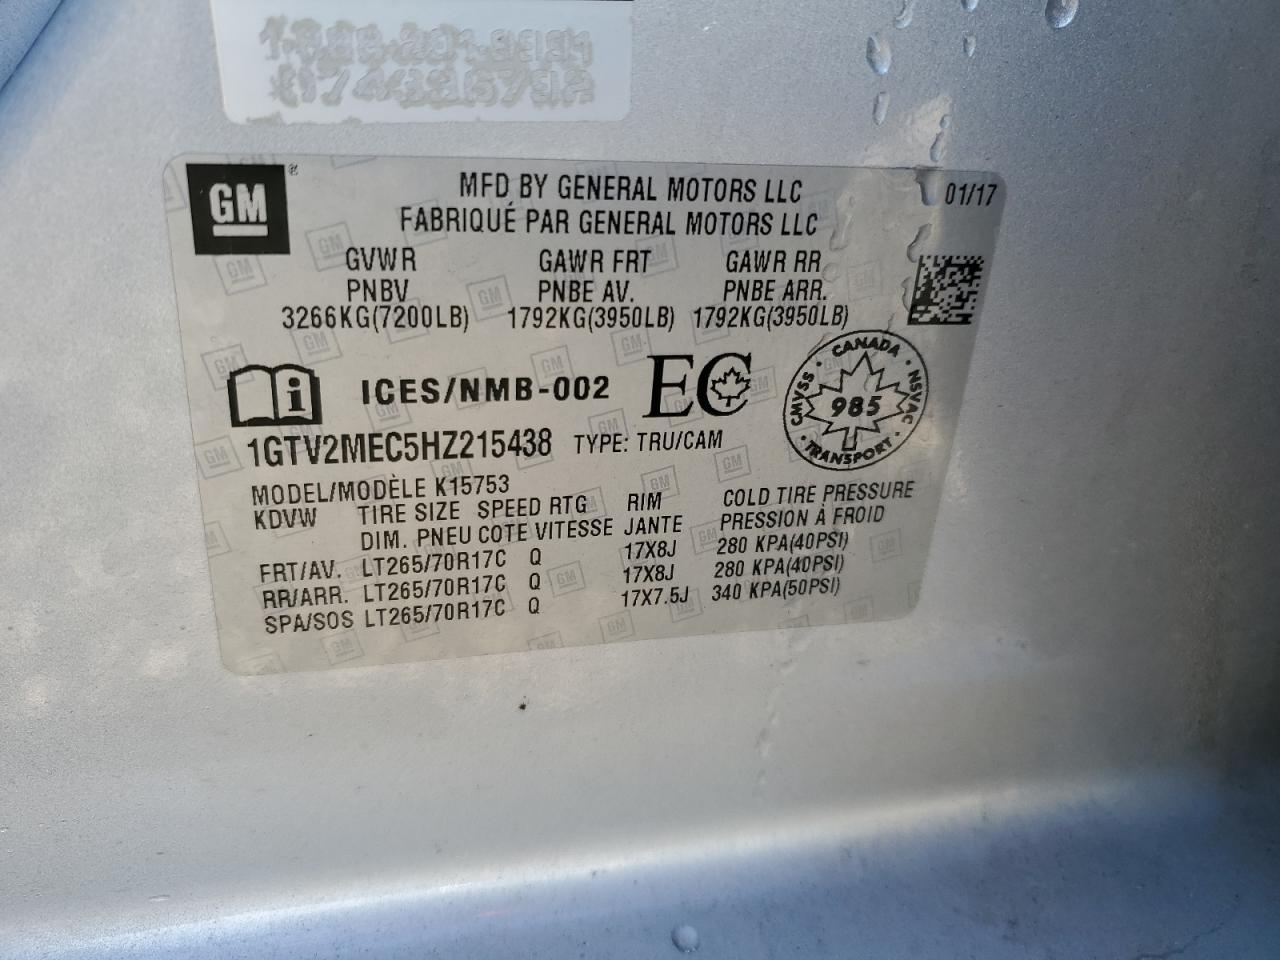 GM
MFD BY GENERAL MOTORS LLC
01/17
FABRIQUÉ PAR GENERAL MOTORS LLC
GVWR GAWR FRT GAWR RR
PNBV PNBE AV. PNBE ARR.
3266KG(7200LB) 1792KG(3950LB) 1792KG(3950LB)
ICES/NMB-002 EC
CANADA
CMVSS 985 NSVAC
TRANSPORT
1GTV2MEC5HZ215438 TYPE: TRU/CAM
MODEL/MODÈLE K15753
KDVW TIRE SIZE SPEED RTG RIM COLD TIRE PRESSURE
DIM. PNEU COTE VITESSE JANTE PRESSION À FROID
FRT/AV. LT265/70R17C Q 17X8J 280 KPA(40PSI)
RR/ARR. LT265/70R17C Q 17X8J 280 KPA(40PSI)
SPA/SOS LT265/70R17C Q 17X7.5J 340 KPA(50PSI)